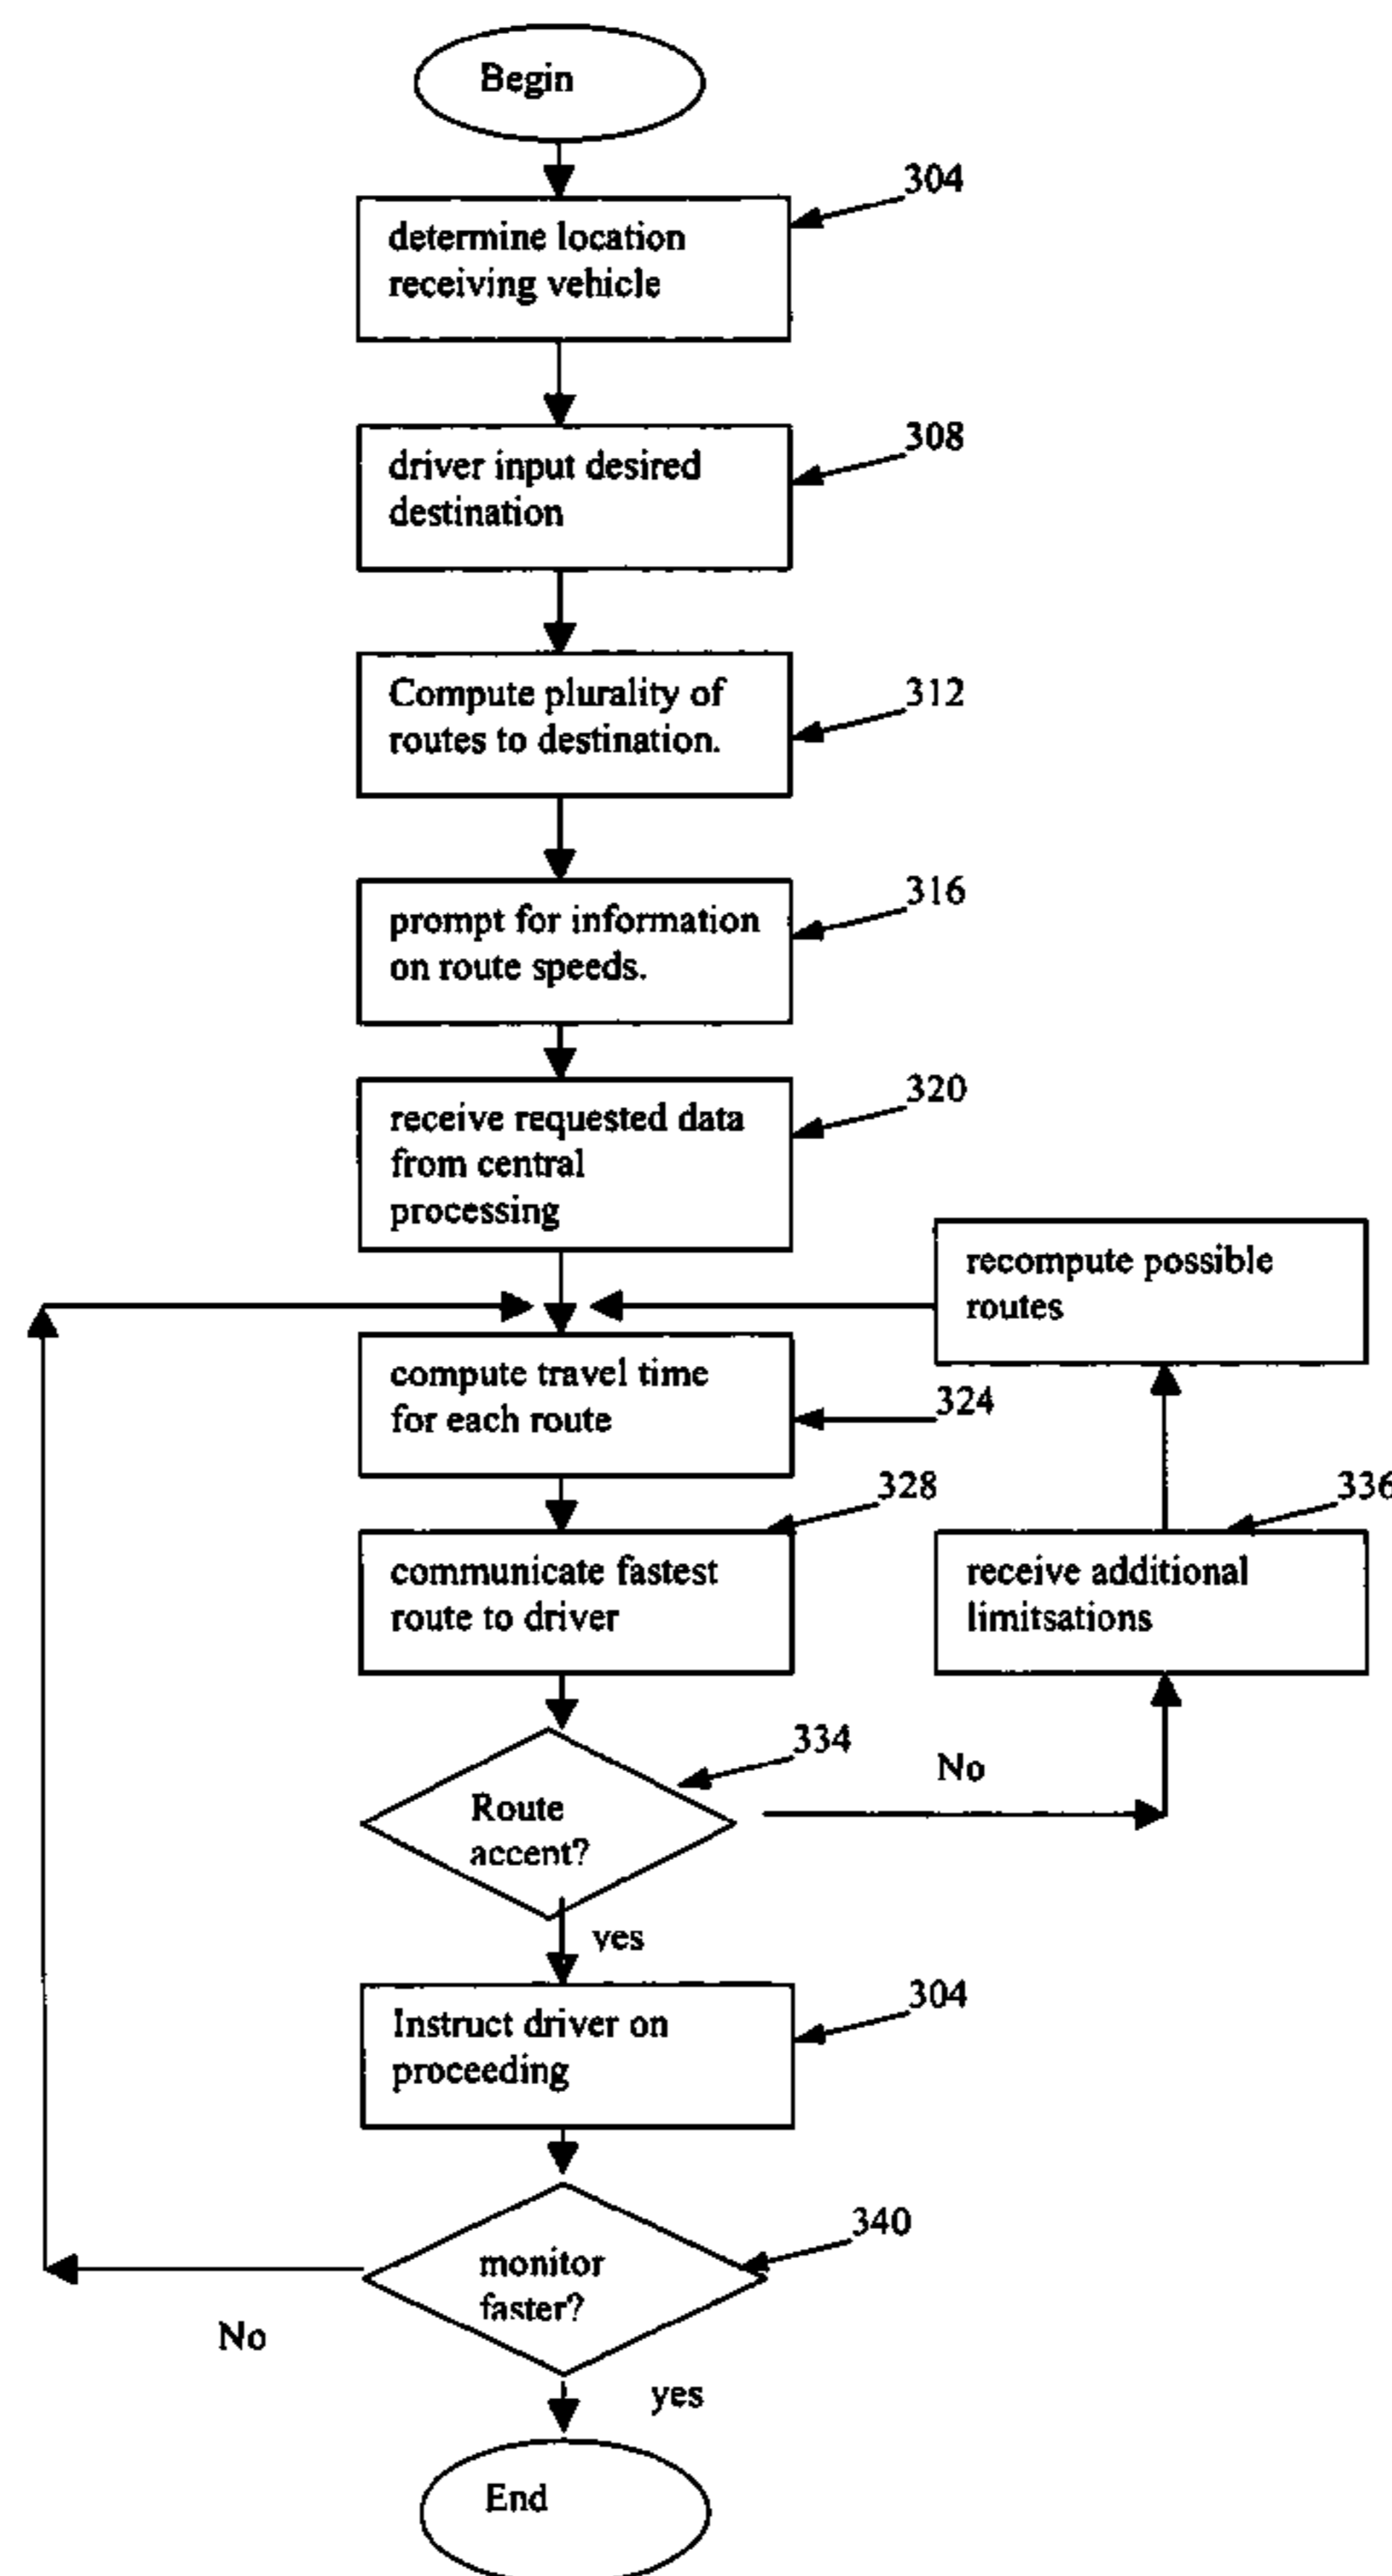 Begin
304
determine location
receiving vehicle
308
driver input desired
destination
312
Compute plurality of
routes to destination.
316
prompt for information
on route speeds.
320
receive requested data
from central
processing
recompute possible
routes
compute travel time
for each route
324
328
336
communicate fastest
route to driver
receive additional
limitsations
334
No
Route
accent?
yes
304
Instruct driver on
proceeding
340
monitor
faster?
No
yes
End